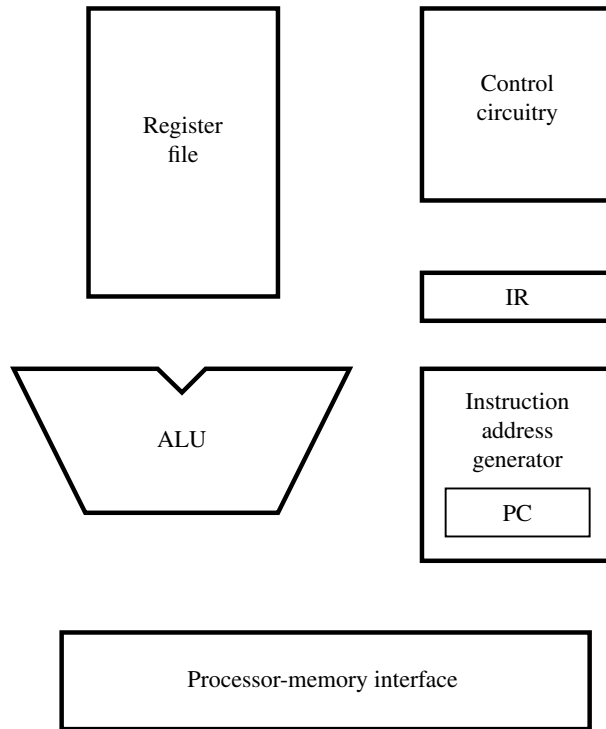 Register
file
Control
circuitry
IR
ALU
Instruction
address
generator
PC
Processor-memory interface